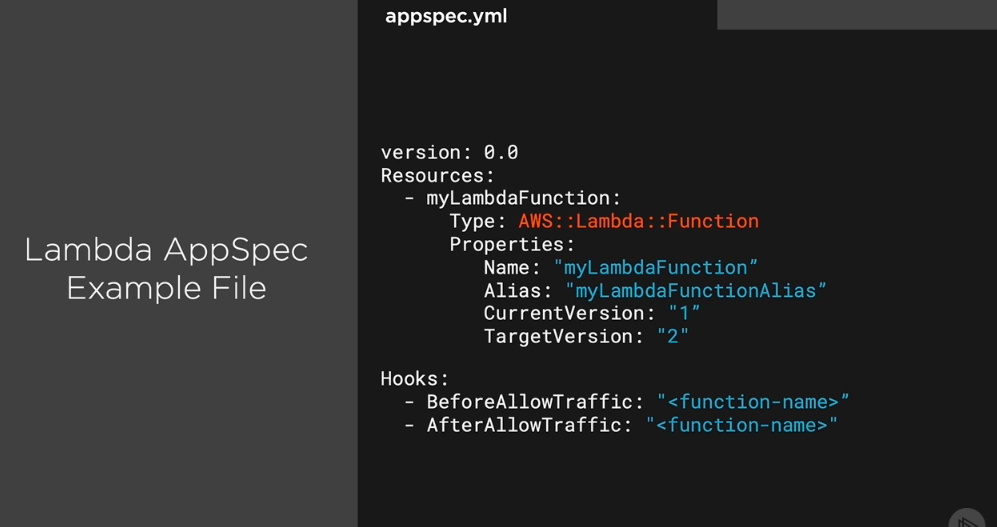 appspec.yml
Lambda AppSpec
Example File
version: 0.0
Resources:
  - myLambdaFunction:
      Type: AWS::Lambda::Function
      Properties:
         Name: "myLambdaFunction”
         Alias: "myLambdaFunctionAlias”
         CurrentVersion: "1”
         TargetVersion: "2"
Hooks:
  - BeforeAllowTraffic: "<function-name>”
  - AfterAllowTraffic: "<function-name>"